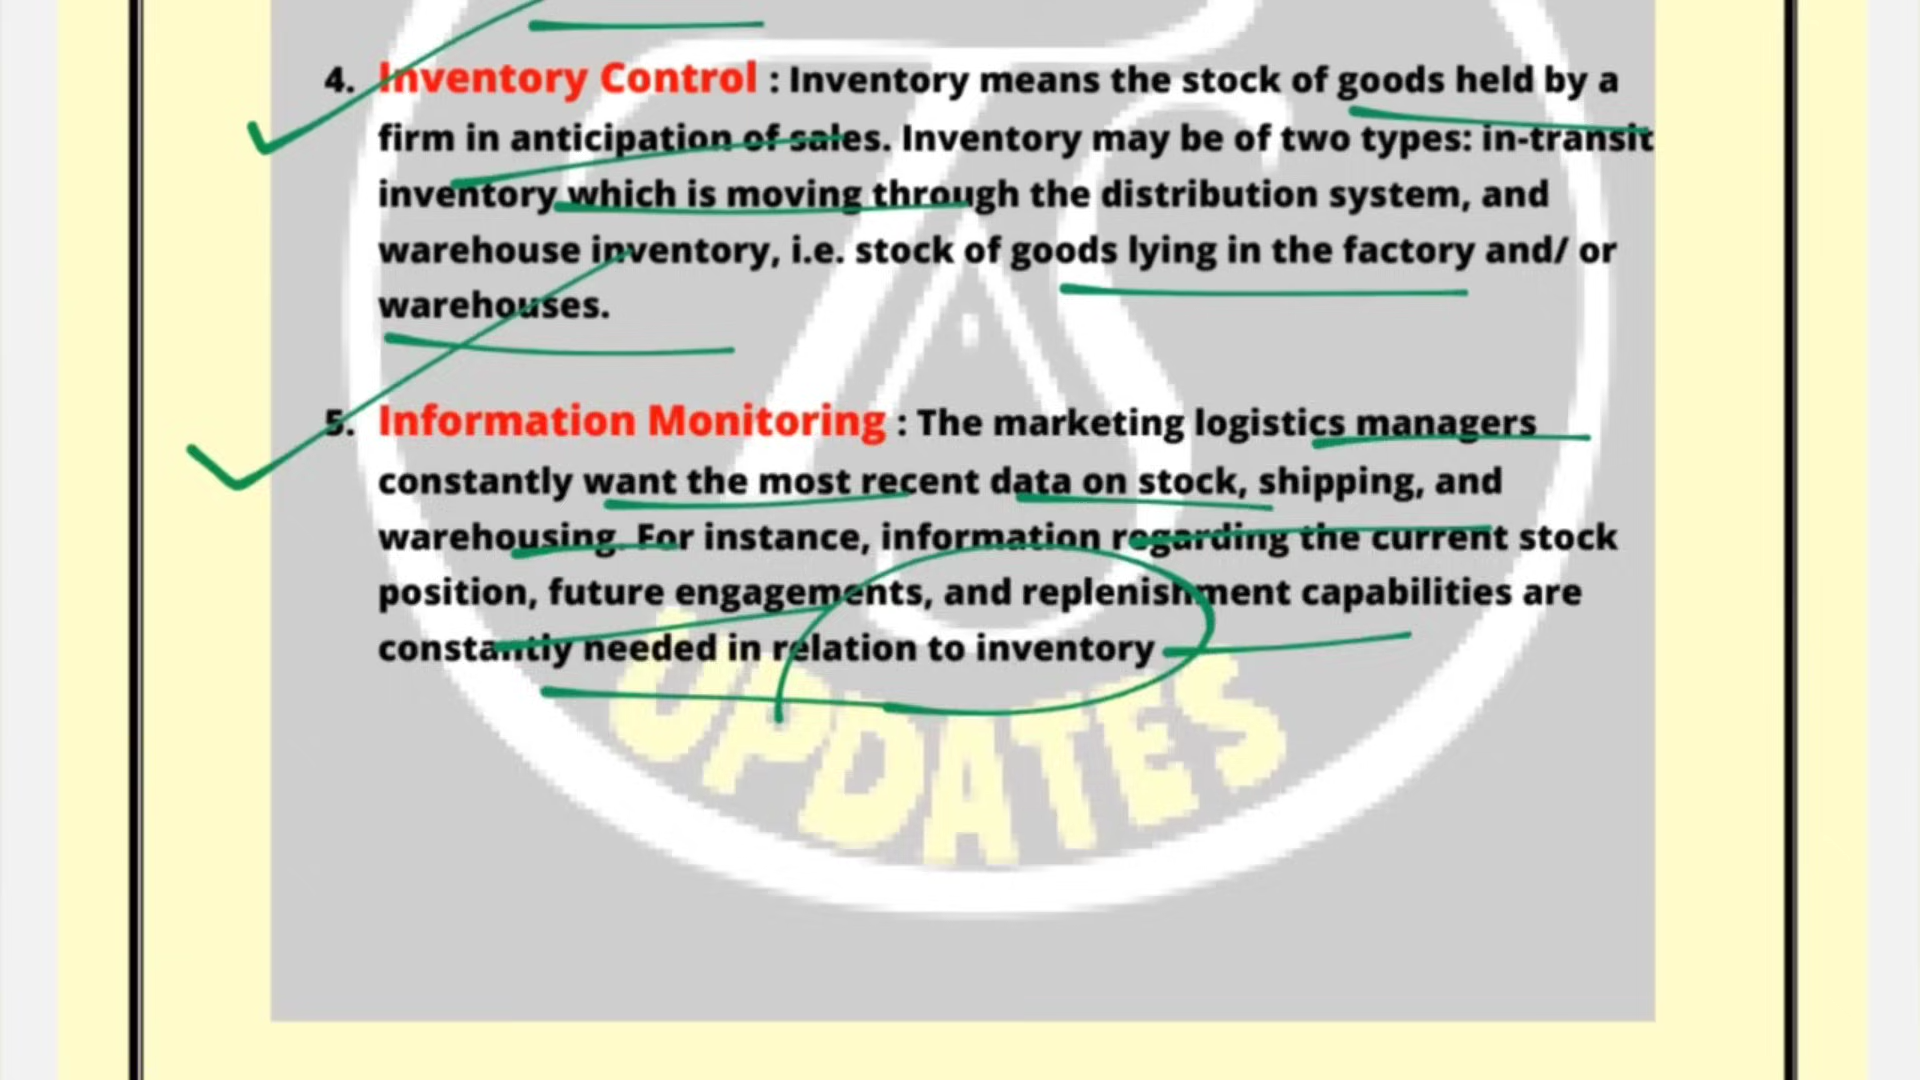 4. Inventory Control : Inventory means the stock of goods held by a
firm in anticipation of sales. Inventory may be of two types: in-transit
inventory which is moving through the distribution system, and
warehouse inventory, i.e. stock of goods lying in the factory and/ or
warehouses.
5. Information Monitoring : The marketing logistics managers
constantly want the most recent data on stock, shipping, and
warehousing. For instance, information regarding the current stock
position, future engagements, and replenishment capabilities are
constantly needed in relation to inventory
UPDATES